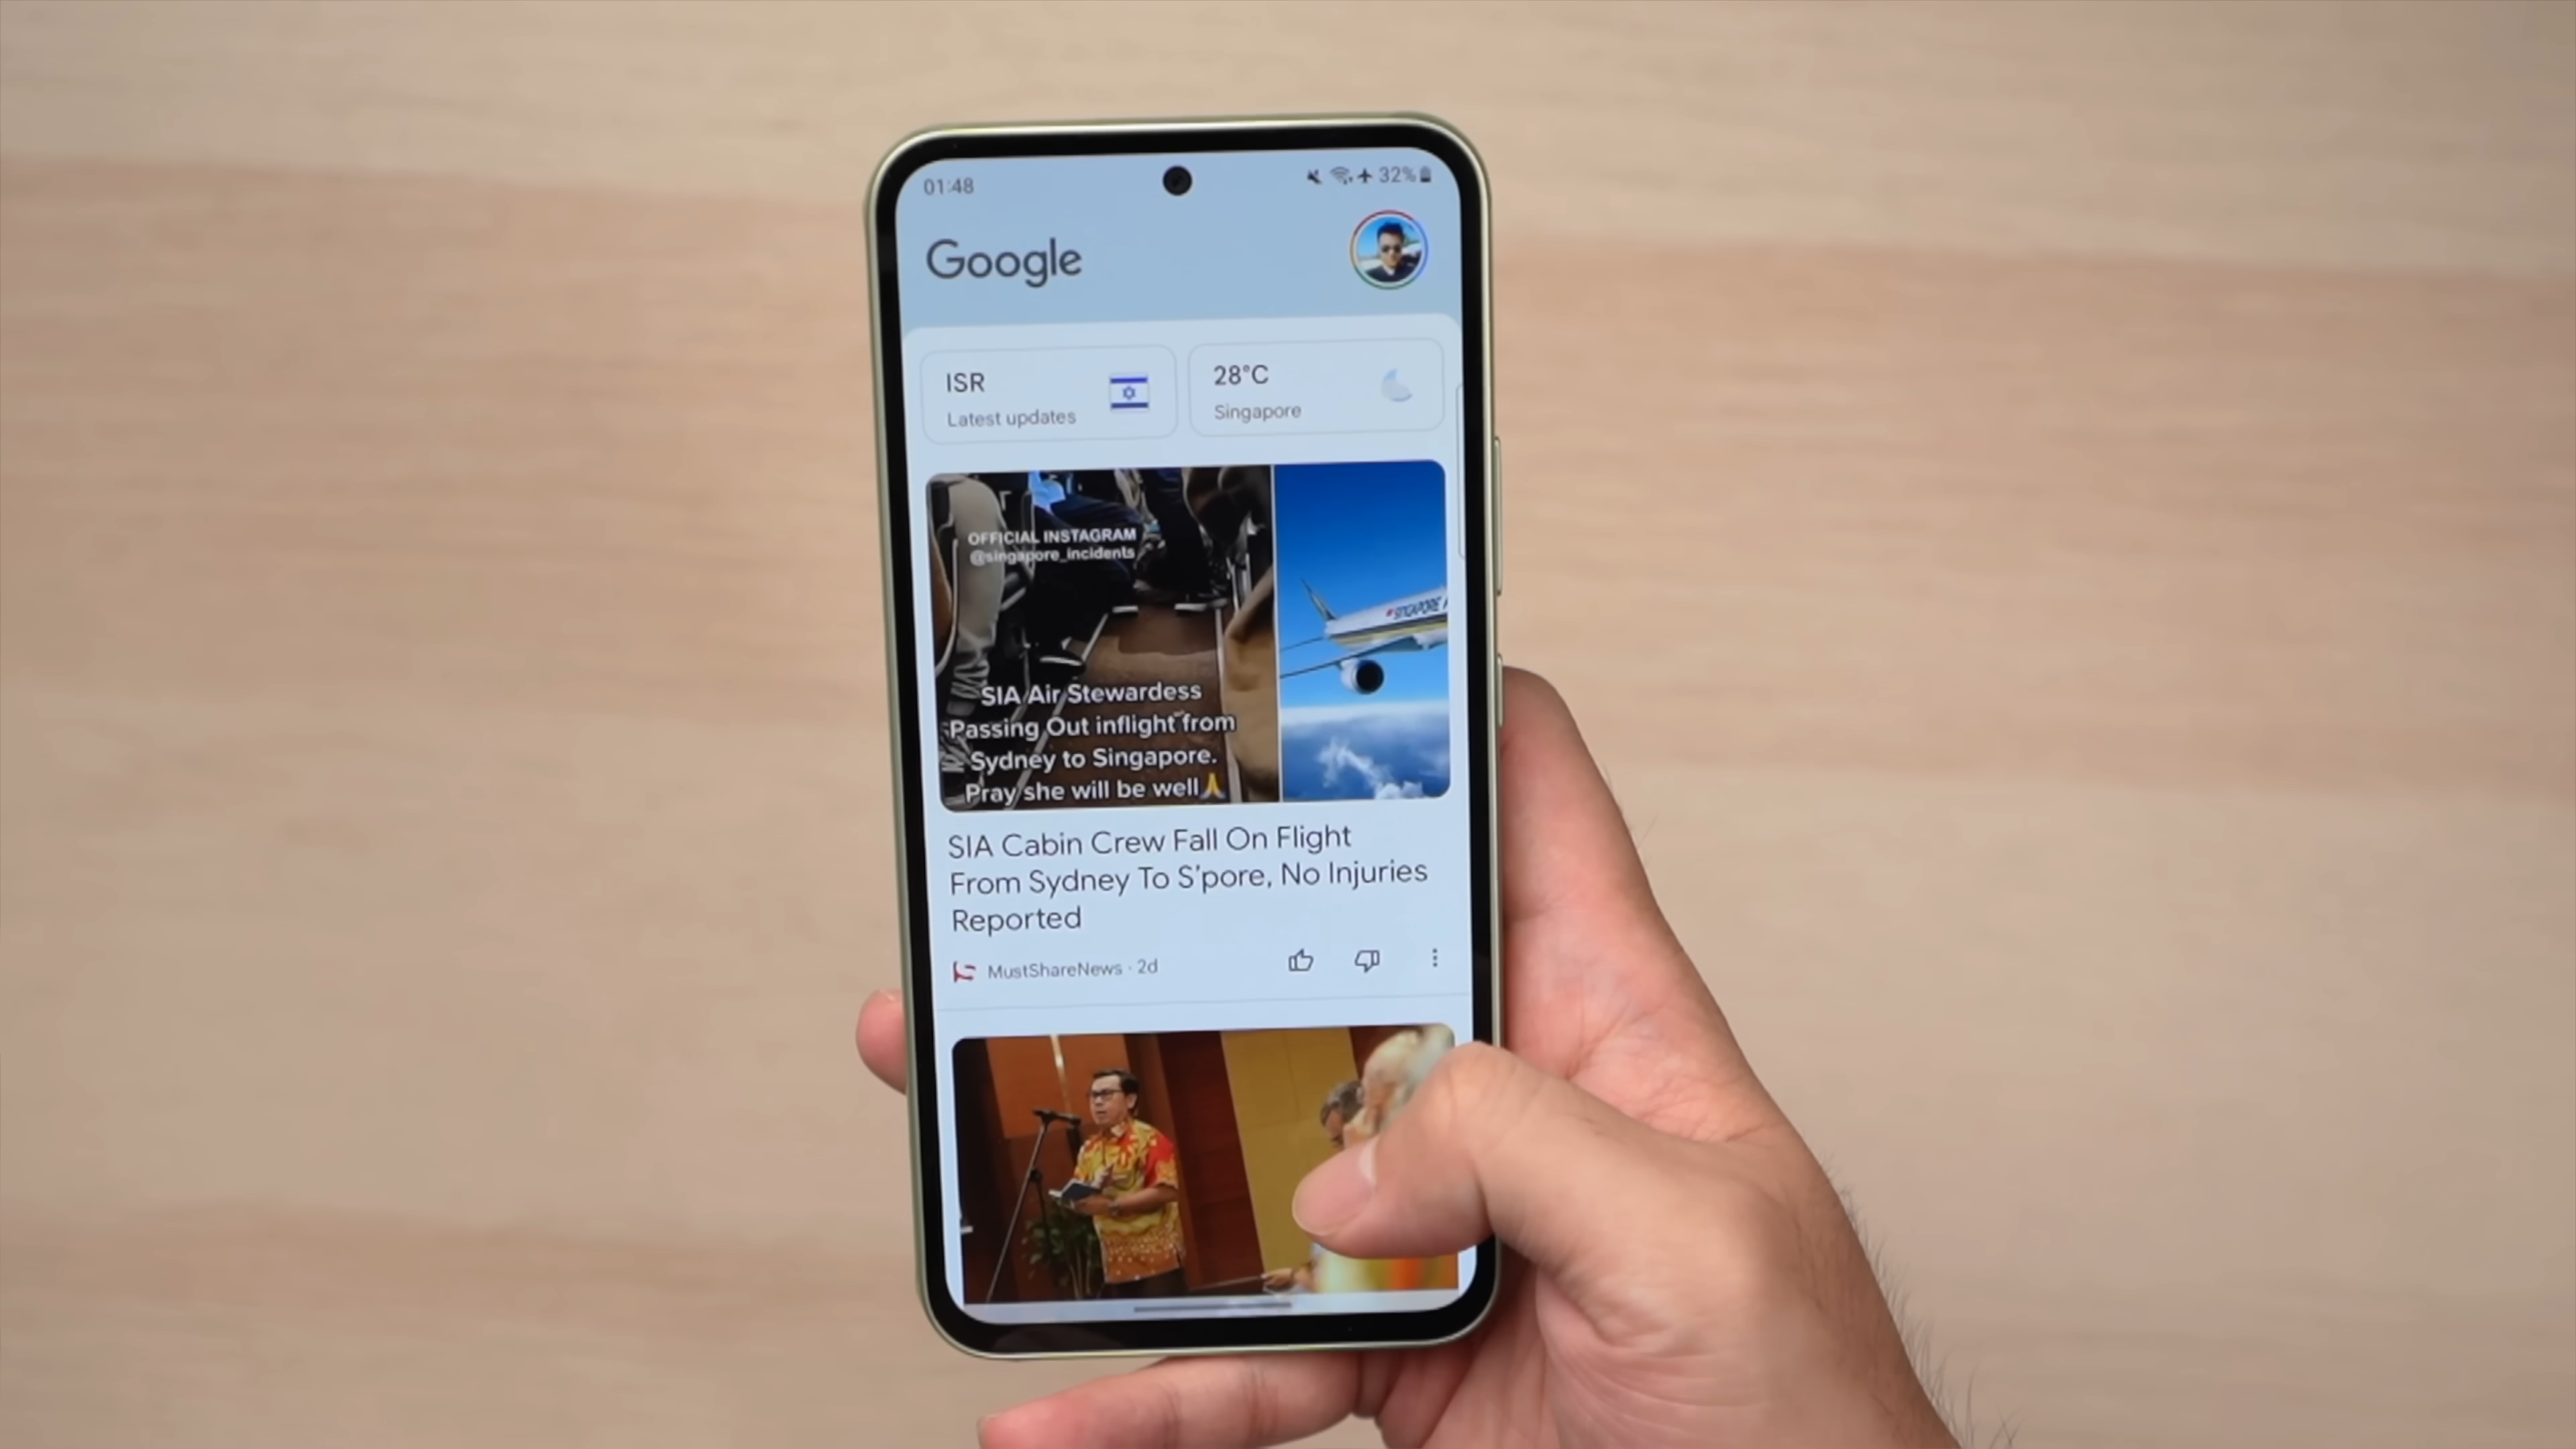 01:48
32%
Google
ISR
Latest updates
28°C
Singapore
OFFICIAL INSTAGRAM
@singapore_incidents
SINGAPORE
SIA Air Stewardess
Passing Out inflight from
Sydney to Singapore.
Pray she will be well🙏
SIA Cabin Crew Fall On Flight
From Sydney To S'pore, No Injuries
Reported
MustShareNews · 2d